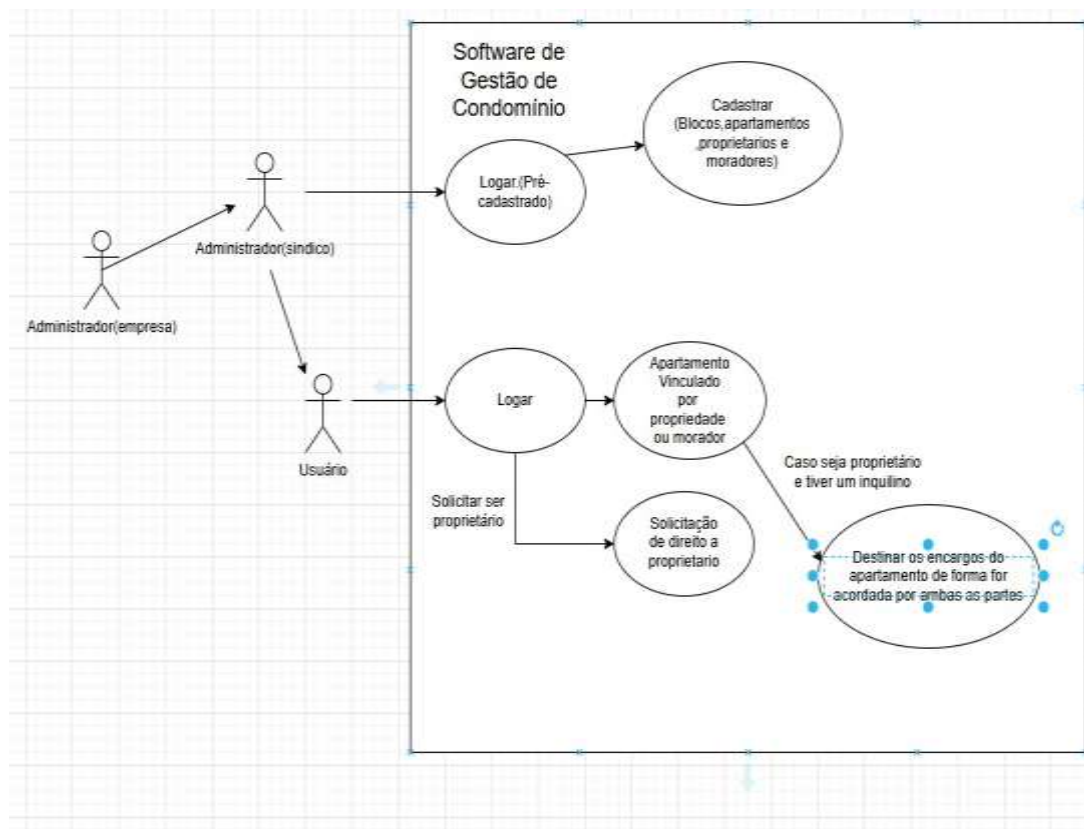 Software de
Gestão de
Condomínio
Cadastrar
(Blocos,apartamentos
,proprietarios e
moradores)
Logar.(Pré-
cadastrado)
Administrador(sindico)
Administrador(empresa)
Usuário
Logar
Apartamento
Vinculado
por
propriedade
ou morador
Caso seja proprietário
e tiver um inquilino
Solicitar ser
proprietário
Solicitação
de direito a
proprietario
Destinar os encargos do
apartamento de forma for
acordada por ambas as partes